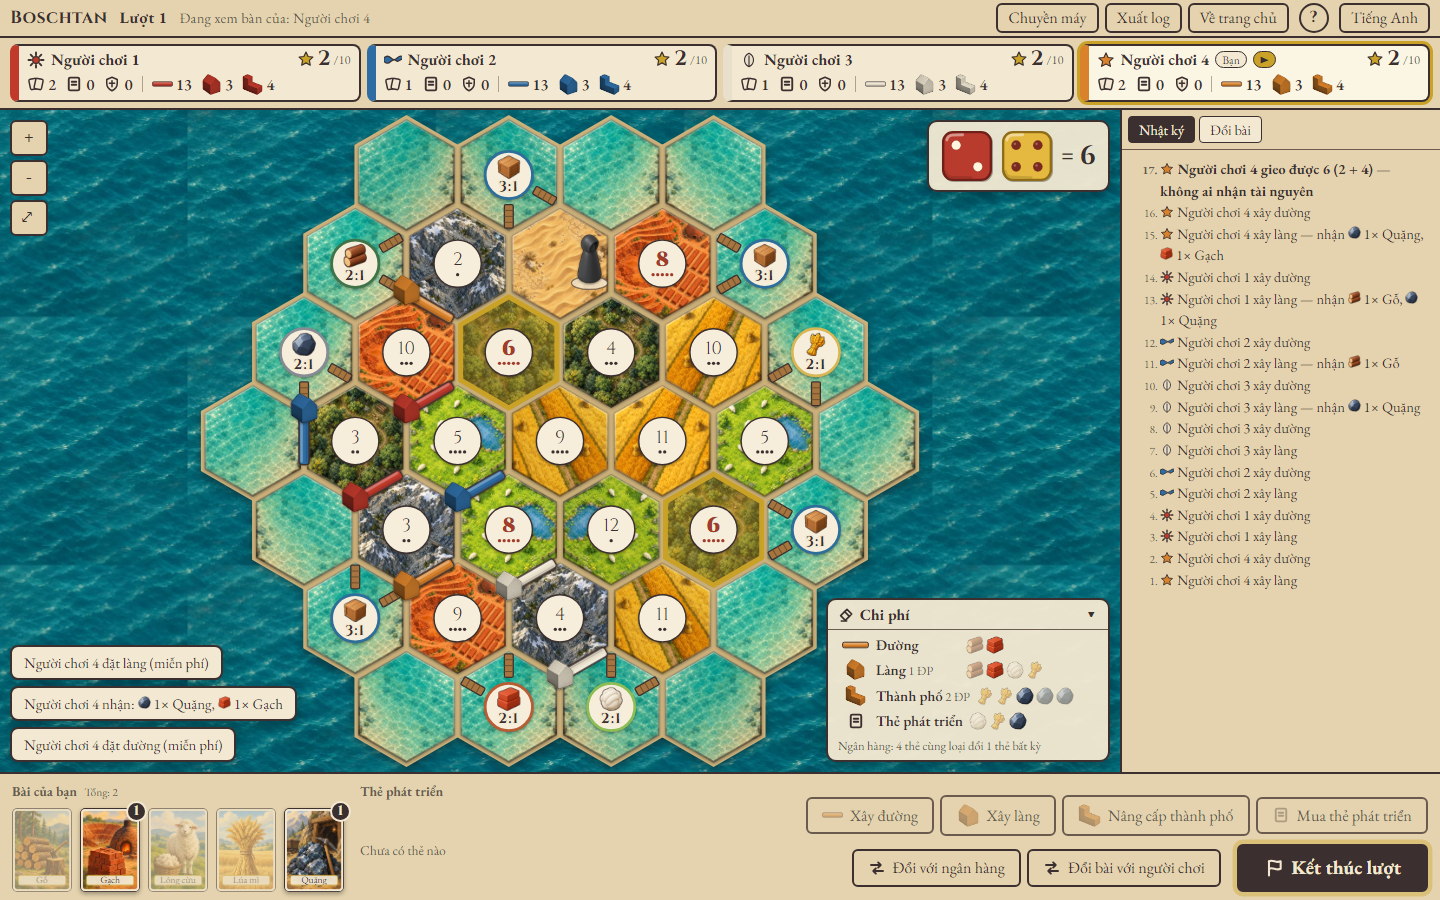 BOSCHTAN Lượt 1 Đang xem bàn của: Người chơi 4 Chuyền máy Xuất log Về trang chủ ? Tiếng Anh
Người chơi 1 2 /10
2 0 0 13 3 4
Người chơi 2 2 /10
1 0 0 13 3 4
Người chơi 3 2 /10
1 0 0 13 3 4
Người chơi 4 Bạn ▶ 2 /10
2 0 0 13 3 4
+
-
= 6
3:1
2:1 2 8 3:1
2:1 10 6 4 10 2:1
3 5 9 11 5
3 8 12 6 3:1
3:1 9 4 11
2:1 2:1
Người chơi 4 đặt làng (miễn phí)
Người chơi 4 nhận: 1× Quặng, 1× Gạch
Người chơi 4 đặt đường (miễn phí)
Chi phí ▼
Đường
Làng 1 ĐP
Thành phố 2 ĐP
Thẻ phát triển
Ngân hàng: 4 thẻ cùng loại đổi 1 thẻ bất kỳ
Nhật ký Đổi bài
17. Người chơi 4 gieo được 6 (2 + 4) —
không ai nhận tài nguyên
16. Người chơi 4 xây đường
15. Người chơi 4 xây làng — nhận 1× Quặng,
1× Gạch
14. Người chơi 1 xây đường
13. Người chơi 1 xây làng — nhận 1× Gỗ,
1× Quặng
12. Người chơi 2 xây đường
11. Người chơi 2 xây làng — nhận 1× Gỗ
10. Người chơi 3 xây đường
9. Người chơi 3 xây làng — nhận 1× Quặng
8. Người chơi 3 xây đường
7. Người chơi 3 xây làng
6. Người chơi 2 xây đường
5. Người chơi 2 xây làng
4. Người chơi 1 xây đường
3. Người chơi 1 xây làng
2. Người chơi 4 xây đường
1. Người chơi 4 xây làng
Bài của bạn Tổng: 2
1 1
Gỗ Gạch Lông cừu Lúa mì Quặng
Thẻ phát triển
Chưa có thẻ nào
Xây đường Xây làng Nâng cấp thành phố Mua thẻ phát triển
Đổi với ngân hàng Đổi bài với người chơi Kết thúc lượt